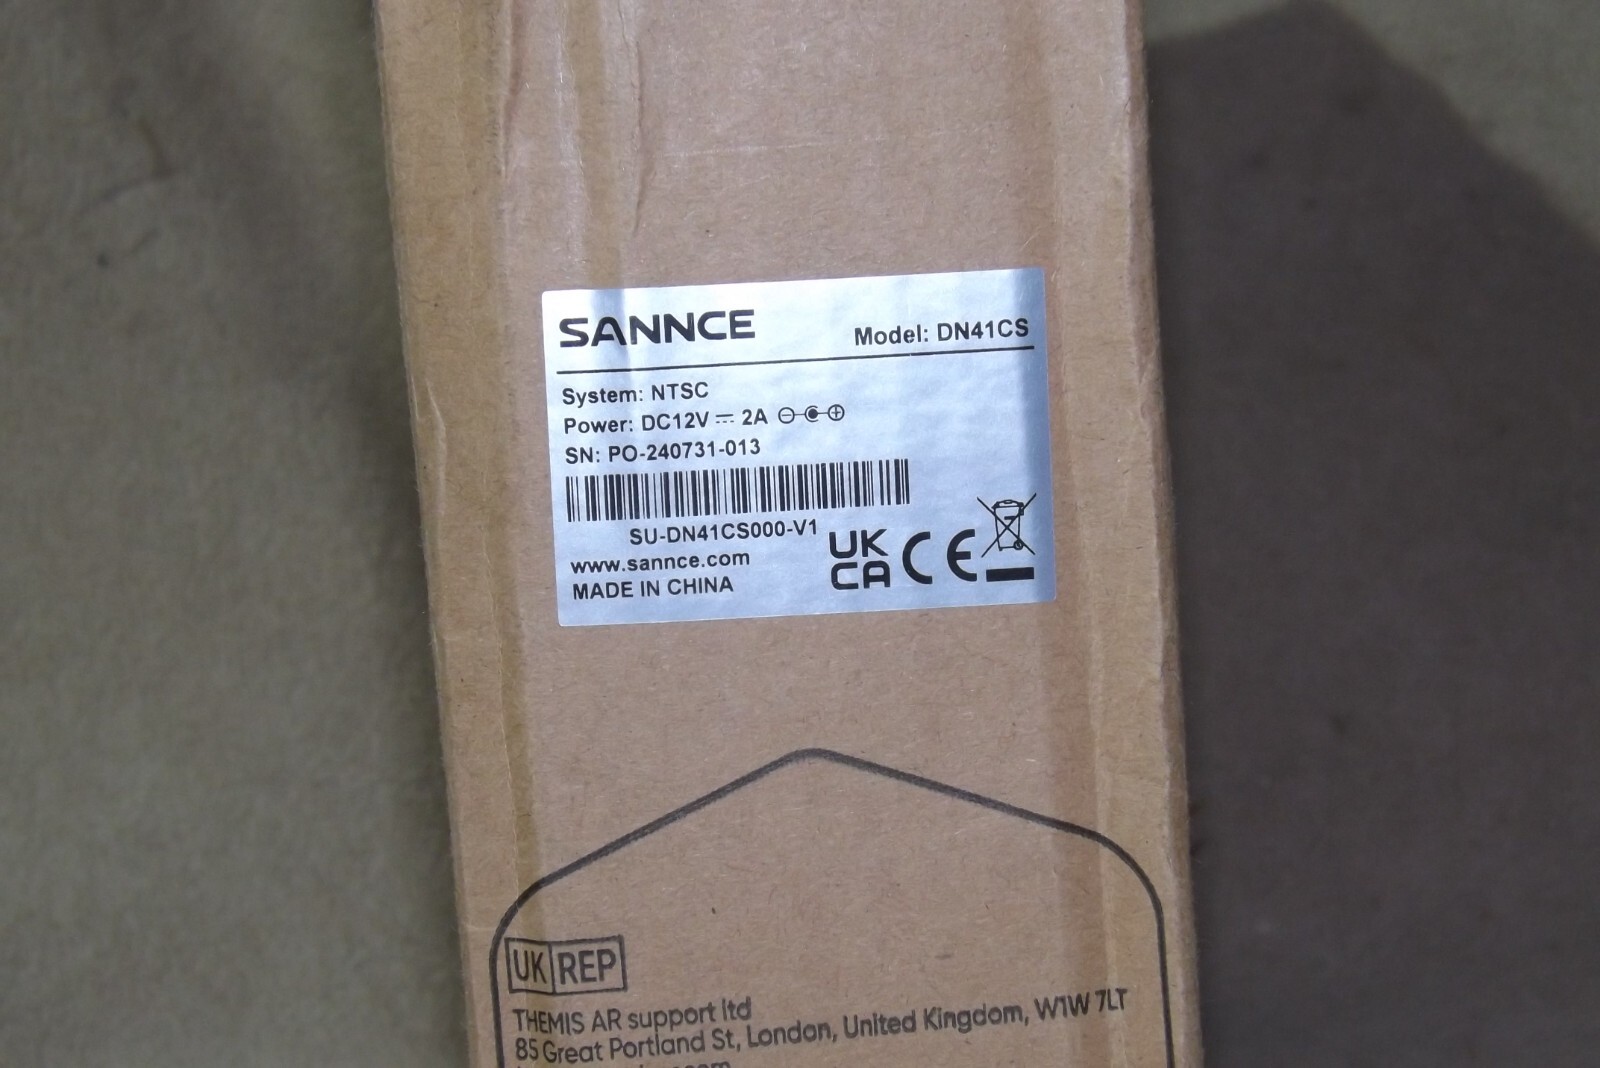 SANNCE
Model: DN41CS
System: NTSC
Power: DC12V ⎓ 2A
SN: PO-240731-013
SU-DN41CS000-V1
www.sannce.com
MADE IN CHINA
UK
CA CE
UK REP
THEMIS AR support ltd
85 Great Portland St, London, United Kingdom, W1W 7LT